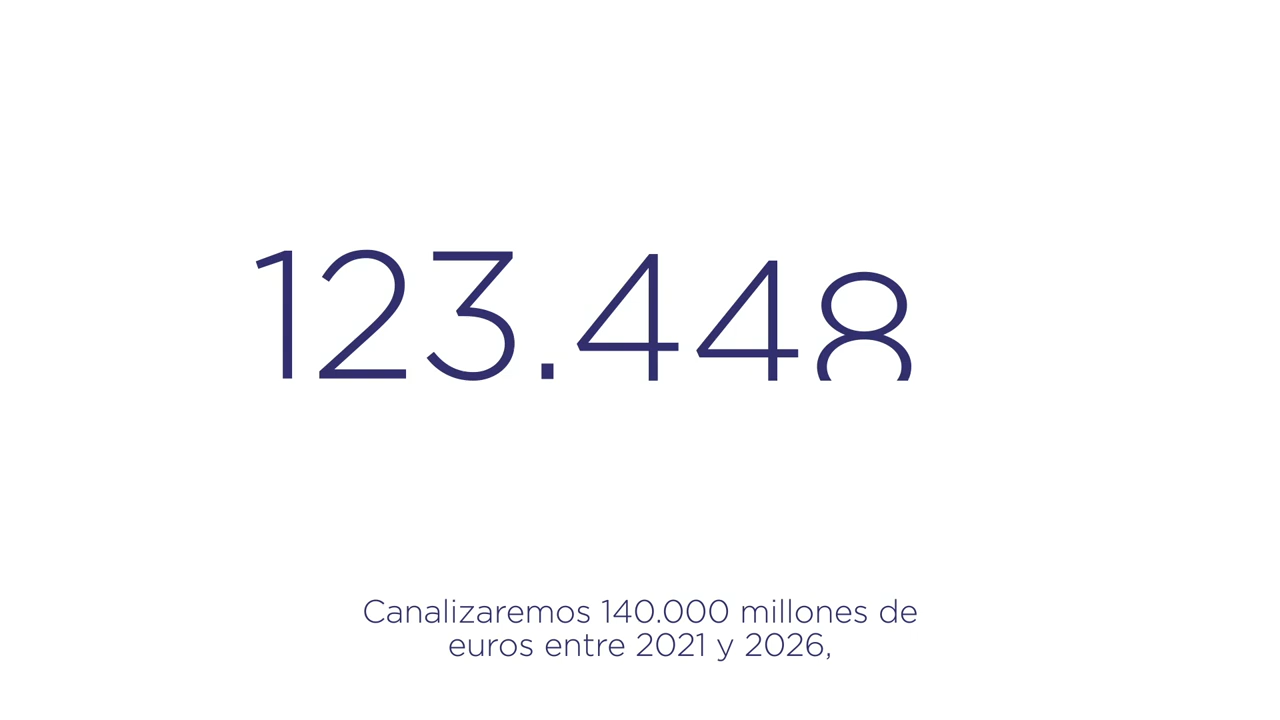 123.448
Canalizaremos 140.000 millones de
euros entre 2021 y 2026,